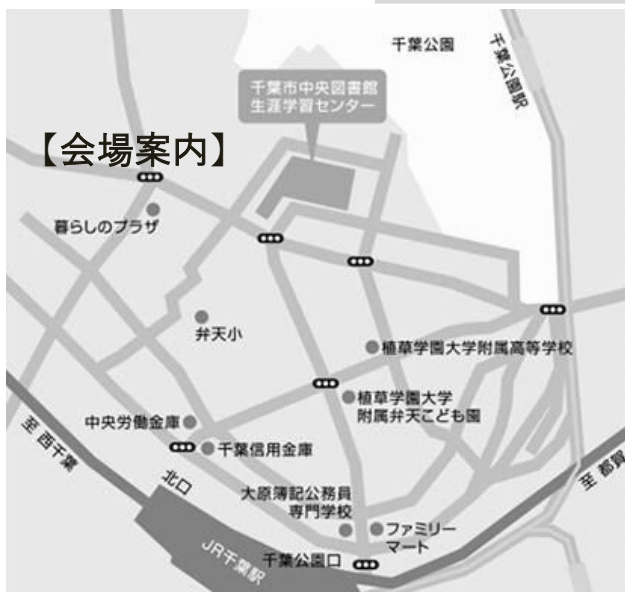 千葉公園
千葉公園駅
千葉市中央図書館
生涯学習センター
【会場案内】
暮らしのプラザ
弁天小
植草学園大学附属高等学校
植草学園大学
附属弁天こども園
中央労働金庫
千葉信用金庫
至 西千葉
北口
至 都賀
大原簿記公務員
専門学校
ファミリー
マート
JR千葉駅
千葉公園口